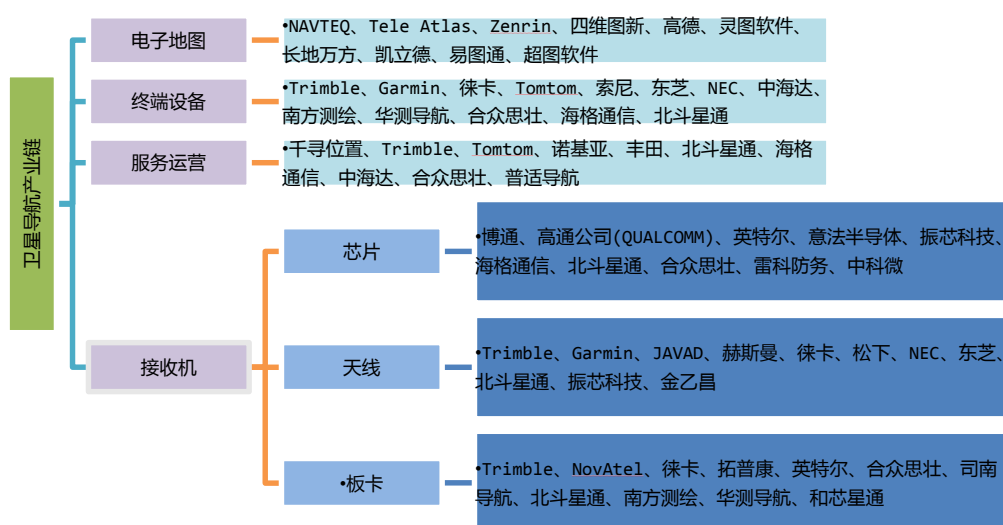 卫星导航产业链
电子地图
•NAVTEQ、Tele Atlas、Zenrin、四维图新、高德、灵图软件、
长地万方、凯立德、易图通、超图软件
终端设备
•Trimble、Garmin、徕卡、Tomtom、索尼、东芝、NEC、中海达、
南方测绘、华测导航、合众思壮、海格通信、北斗星通
服务运营
•千寻位置、Trimble、Tomtom、诺基亚、丰田、北斗星通、海格
通信、中海达、合众思壮、普适导航
接收机
芯片
•博通、高通公司(QUALCOMM)、英特尔、意法半导体、振芯科技、
海格通信、北斗星通、合众思壮、雷科防务、中科微
天线
•Trimble、Garmin、JAVAD、赫斯曼、徕卡、松下、NEC、东芝、
北斗星通、振芯科技、金乙昌
•板卡
•Trimble、NovAtel、徕卡、拓普康、英特尔、合众思壮、司南
导航、北斗星通、南方测绘、华测导航、和芯星通